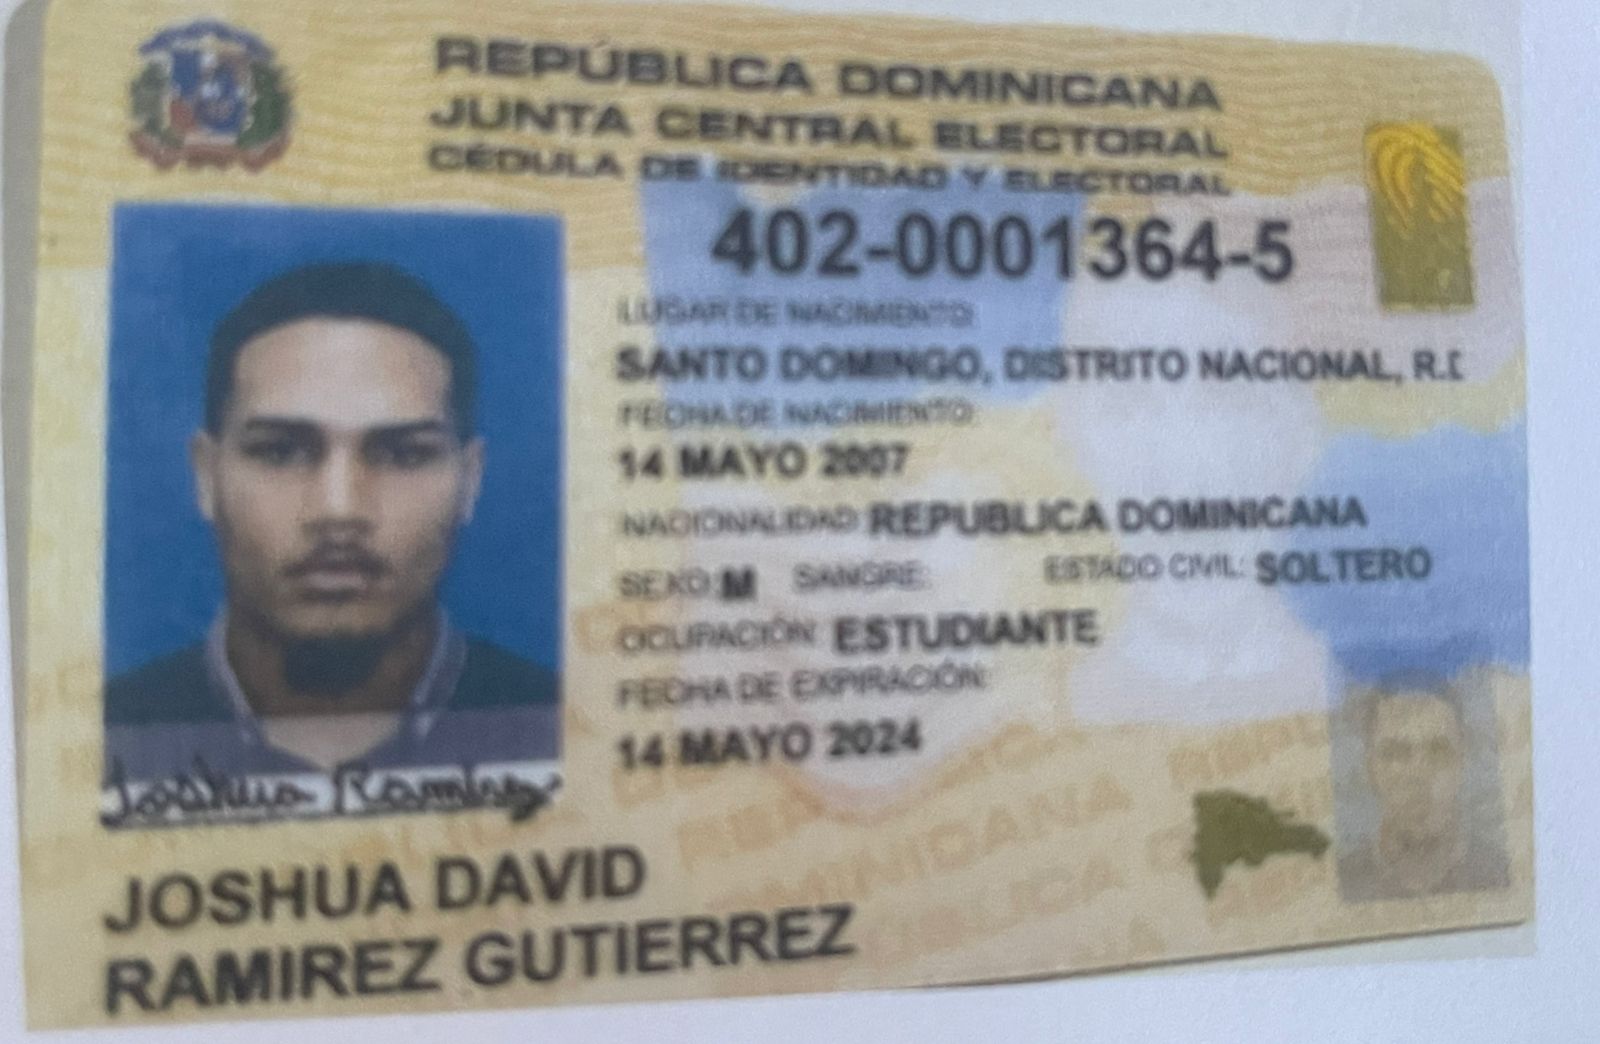 REPÚBLICA DOMINICANA
JUNTA CENTRAL ELECTORAL
CÉDULA DE IDENTIDAD Y ELECTORAL
402-0001364-5
LUGAR DE NACIMIENTO:
SANTO DOMINGO, DISTRITO NACIONAL, R.D
FECHA DE NACIMIENTO:
14 MAYO 2007
NACIONALIDAD: REPUBLICA DOMINICANA
SEXO: M SANGRE: ESTADO CIVIL: SOLTERO
OCUPACIÓN: ESTUDIANTE
FECHA DE EXPIRACIÓN:
14 MAYO 2024
Joshua Ramirez
JOSHUA DAVID
RAMIREZ GUTIERREZ